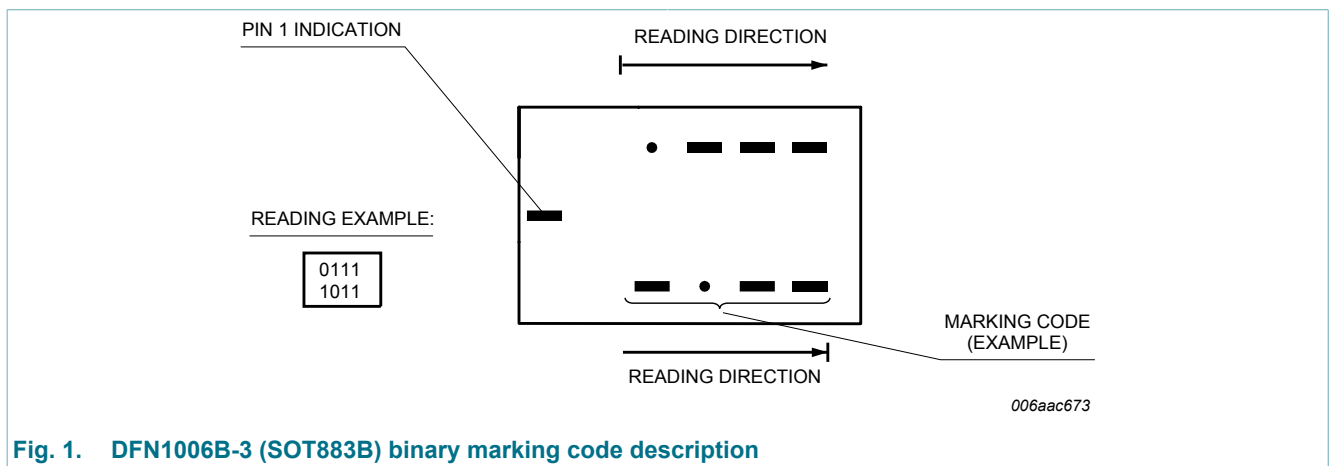 PIN 1 INDICATION
READING DIRECTION
READING EXAMPLE:
0111
1011
MARKING CODE
(EXAMPLE)
READING DIRECTION
006aac673
Fig. 1. DFN1006B-3 (SOT883B) binary marking code description